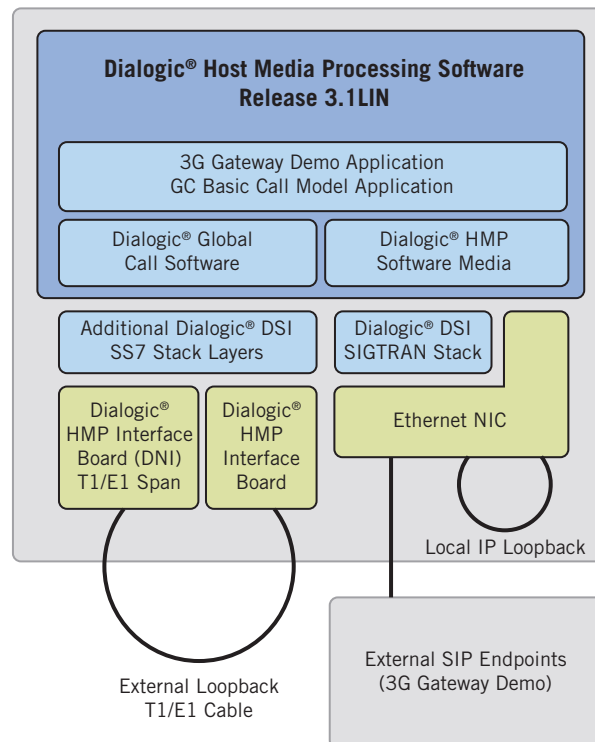 Dialogic® Host Media Processing Software
Release 3.1LIN
3G Gateway Demo Application
GC Basic Call Model Application
Dialogic® Global
Call Software
Dialogic® HMP
Software Media
Additional Dialogic® DSI
SS7 Stack Layers
Dialogic® DSI
SIGTRAN Stack
Dialogic®
HMP Interface
Board (DNI)
T1/E1 Span
Dialogic®
HMP
Interface
Board
Ethernet NIC
Local IP Loopback
External Loopback
T1/E1 Cable
External SIP Endpoints
(3G Gateway Demo)